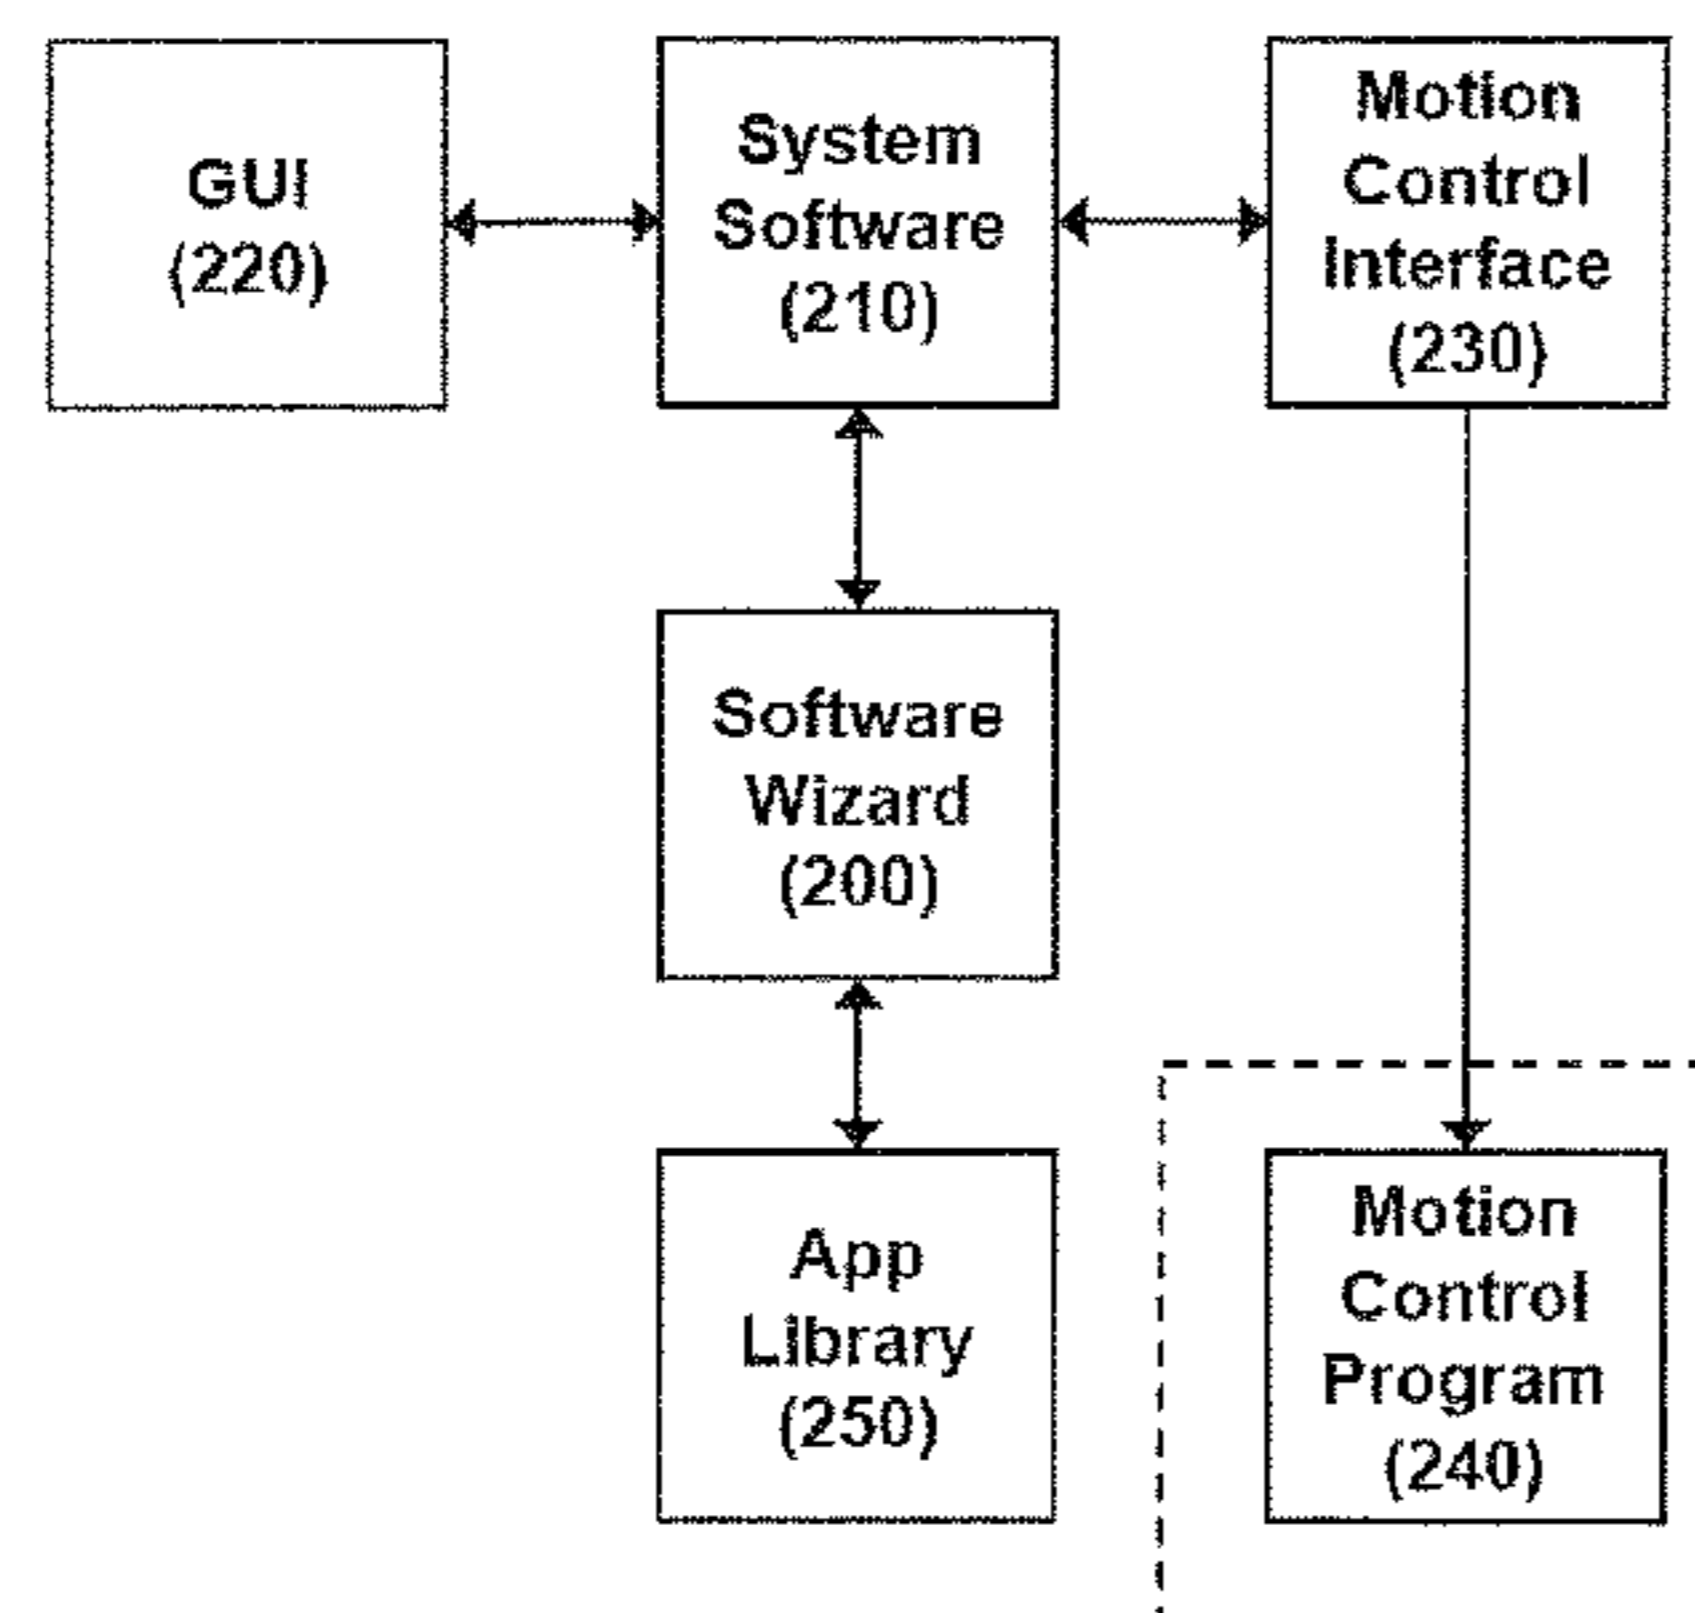 GUI
(220)
System
Software
(210)
Motion
Control
Interface
(230)
Software
Wizard
(200)
App
Library
(250)
Motion
Control
Program
(240)